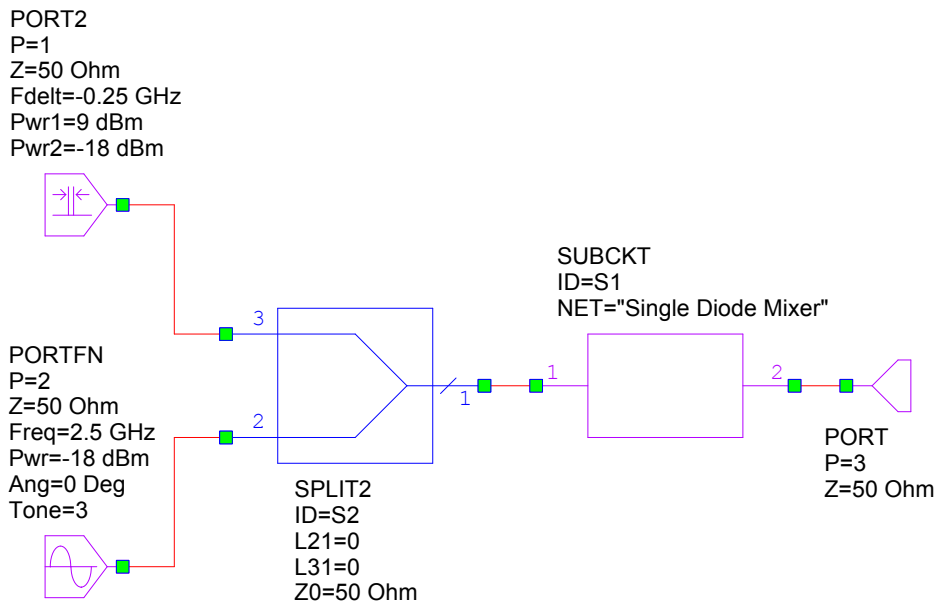 PORT2
P=1
Z=50 Ohm
Fdelt=-0.25 GHz
Pwr1=9 dBm
Pwr2=-18 dBm
SUBCKT
ID=S1
NET="Single Diode Mixer"
3
1
2
1
2
PORTFN
P=2
Z=50 Ohm
Freq=2.5 GHz
Pwr=-18 dBm
Ang=0 Deg
Tone=3
SPLIT2
ID=S2
L21=0
L31=0
Z0=50 Ohm
PORT
P=3
Z=50 Ohm